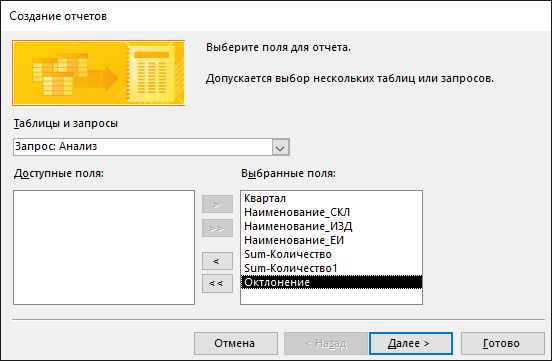 Создание отчетов
Выберите поля для отчета.
Допускается выбор нескольких таблиц или запросов.
Таблицы и запросы
Запрос: Анализ
Доступные поля:
Выбранные поля:
>
>>
<
<<
Квартал
Наименование_СКЛ
Наименование_ИЗД
Наименование_ЕИ
Sum-Количество
Sum-Количество1
Октлонение
Отмена
< Назад
Далее >
Готово